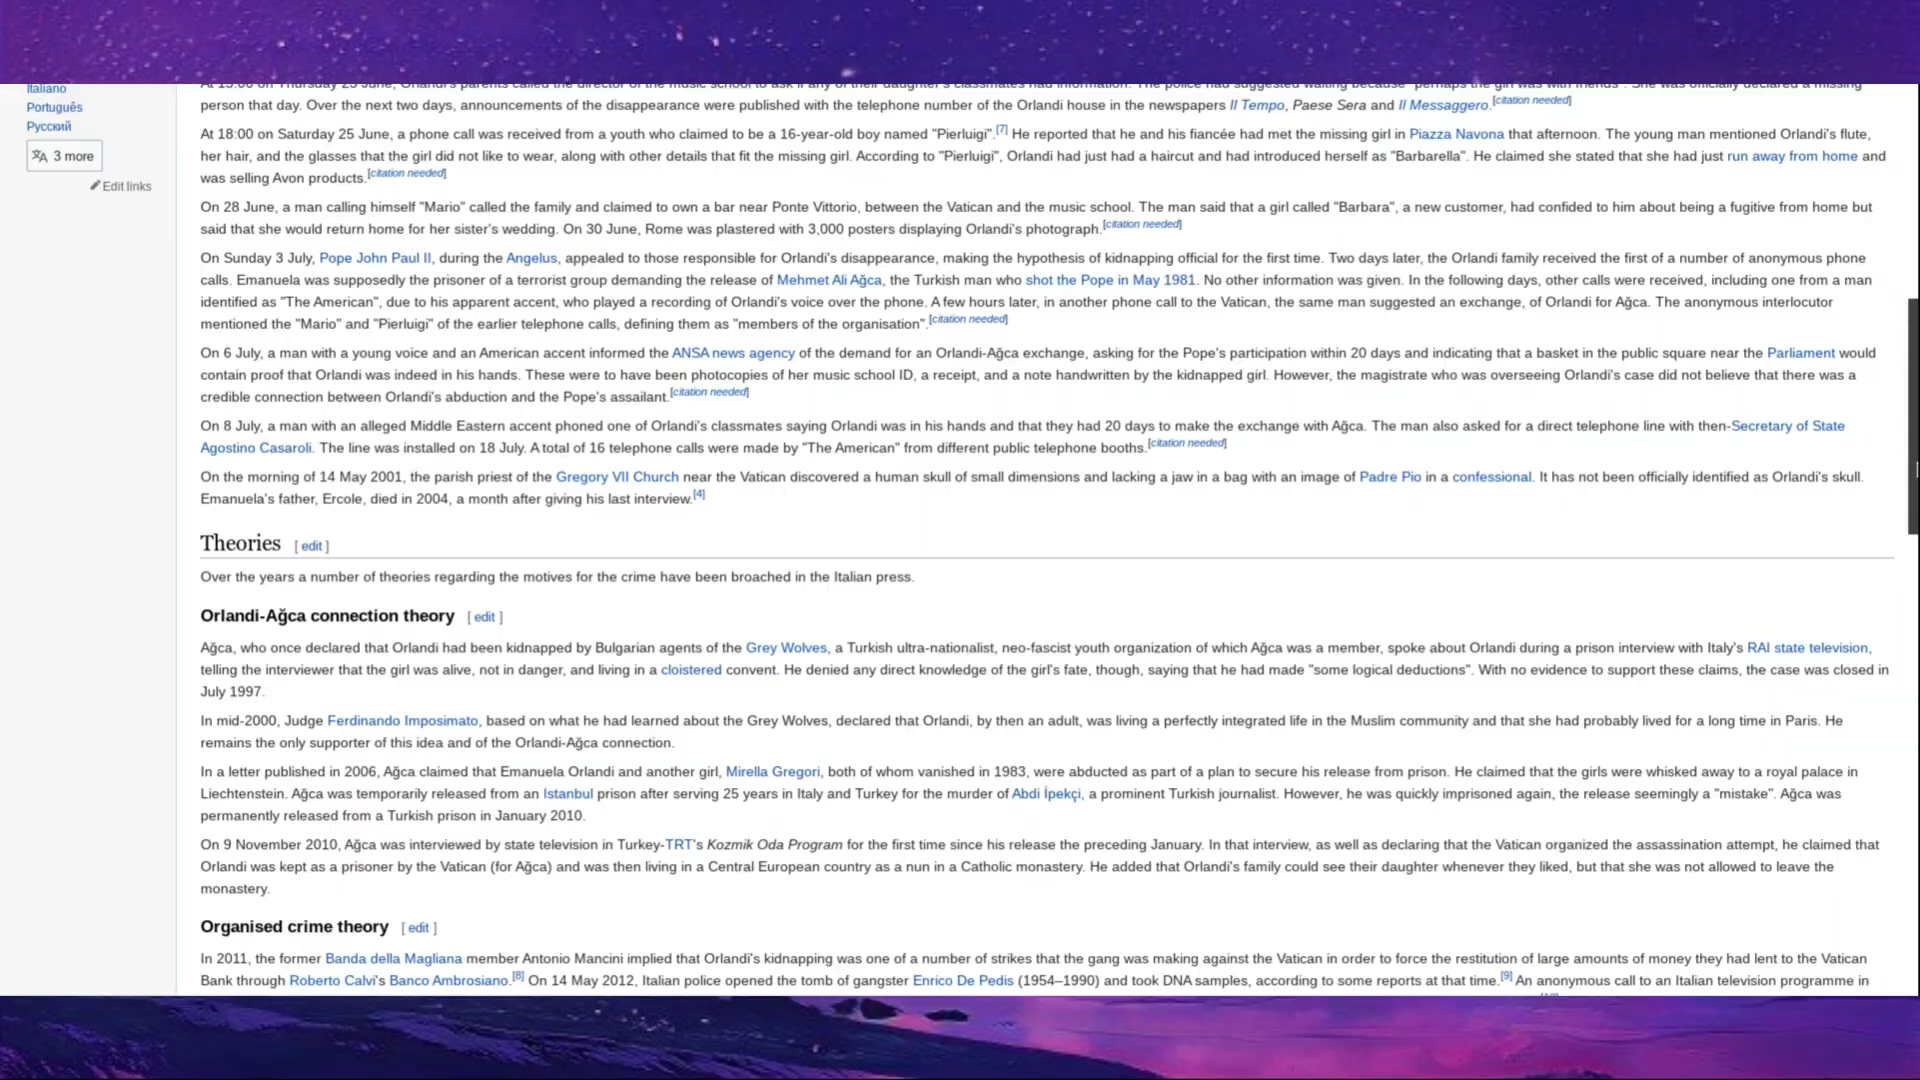 Italiano
Português
Русский
3 more
Edit links
person that day. Over the next two days, announcements of the disappearance were published with the telephone number of the Orlandi house in the newspapers Il Tempo, Paese Sera and Il Messaggero.[citation needed]
At 18:00 on Saturday 25 June, a phone call was received from a youth who claimed to be a 16-year-old boy named "Pierluigi".[7] He reported that he and his fiancée had met the missing girl in Piazza Navona that afternoon. The young man mentioned Orlandi's flute,
her hair, and the glasses that the girl did not like to wear, along with other details that fit the missing girl. According to "Pierluigi", Orlandi had just had a haircut and had introduced herself as "Barbarella". He claimed she stated that she had just run away from home and
was selling Avon products.[citation needed]
On 28 June, a man calling himself "Mario" called the family and claimed to own a bar near Ponte Vittorio, between the Vatican and the music school. The man said that a girl called "Barbara", a new customer, had confided to him about being a fugitive from home but
said that she would return home for her sister's wedding. On 30 June, Rome was plastered with 3,000 posters displaying Orlandi's photograph.[citation needed]
On Sunday 3 July, Pope John Paul II, during the Angelus, appealed to those responsible for Orlandi's disappearance, making the hypothesis of kidnapping official for the first time. Two days later, the Orlandi family received the first of a number of anonymous phone
calls. Emanuela was supposedly the prisoner of a terrorist group demanding the release of Mehmet Ali Ağca, the Turkish man who shot the Pope in May 1981. No other information was given. In the following days, other calls were received, including one from a man
identified as "The American", due to his apparent accent, who played a recording of Orlandi's voice over the phone. A few hours later, in another phone call to the Vatican, the same man suggested an exchange, of Orlandi for Ağca. The anonymous interlocutor
mentioned the "Mario" and "Pierluigi" of the earlier telephone calls, defining them as "members of the organisation".[citation needed]
On 6 July, a man with a young voice and an American accent informed the ANSA news agency of the demand for an Orlandi-Ağca exchange, asking for the Pope's participation within 20 days and indicating that a basket in the public square near the Parliament would
contain proof that Orlandi was indeed in his hands. These were to have been photocopies of her music school ID, a receipt, and a note handwritten by the kidnapped girl. However, the magistrate who was overseeing Orlandi's case did not believe that there was a
credible connection between Orlandi's abduction and the Pope's assailant.[citation needed]
On 8 July, a man with an alleged Middle Eastern accent phoned one of Orlandi's classmates saying Orlandi was in his hands and that they had 20 days to make the exchange with Ağca. The man also asked for a direct telephone line with then-Secretary of State
Agostino Casaroli. The line was installed on 18 July. A total of 16 telephone calls were made by "The American" from different public telephone booths.[citation needed]
On the morning of 14 May 2001, the parish priest of the Gregory VII Church near the Vatican discovered a human skull of small dimensions and lacking a jaw in a bag with an image of Padre Pio in a confessional. It has not been officially identified as Orlandi's skull.
Emanuela's father, Ercole, died in 2004, a month after giving his last interview.[4]
Theories [ edit ]
Over the years a number of theories regarding the motives for the crime have been broached in the Italian press.
Orlandi-Ağca connection theory [ edit ]
Ağca, who once declared that Orlandi had been kidnapped by Bulgarian agents of the Grey Wolves, a Turkish ultra-nationalist, neo-fascist youth organization of which Ağca was a member, spoke about Orlandi during a prison interview with Italy's RAI state television,
telling the interviewer that the girl was alive, not in danger, and living in a cloistered convent. He denied any direct knowledge of the girl's fate, though, saying that he had made "some logical deductions". With no evidence to support these claims, the case was closed in
July 1997.
In mid-2000, Judge Ferdinando Imposimato, based on what he had learned about the Grey Wolves, declared that Orlandi, by then an adult, was living a perfectly integrated life in the Muslim community and that she had probably lived for a long time in Paris. He
remains the only supporter of this idea and of the Orlandi-Ağca connection.
In a letter published in 2006, Ağca claimed that Emanuela Orlandi and another girl, Mirella Gregori, both of whom vanished in 1983, were abducted as part of a plan to secure his release from prison. He claimed that the girls were whisked away to a royal palace in
Liechtenstein. Ağca was temporarily released from an Istanbul prison after serving 25 years in Italy and Turkey for the murder of Abdi İpekçi, a prominent Turkish journalist. However, he was quickly imprisoned again, the release seemingly a "mistake". Ağca was
permanently released from a Turkish prison in January 2010.
On 9 November 2010, Ağca was interviewed by state television in Turkey-TRT's Kozmik Oda Program for the first time since his release the preceding January. In that interview, as well as declaring that the Vatican organized the assassination attempt, he claimed that
Orlandi was kept as a prisoner by the Vatican (for Ağca) and was then living in a Central European country as a nun in a Catholic monastery. He added that Orlandi's family could see their daughter whenever they liked, but that she was not allowed to leave the
monastery.
Organised crime theory [ edit ]
In 2011, the former Banda della Magliana member Antonio Mancini implied that Orlandi's kidnapping was one of a number of strikes that the gang was making against the Vatican in order to force the restitution of large amounts of money they had lent to the Vatican
Bank through Roberto Calvi's Banco Ambrosiano.[8] On 14 May 2012, Italian police opened the tomb of gangster Enrico De Pedis (1954–1990) and took DNA samples, according to some reports at that time.[9] An anonymous call to an Italian television programme in